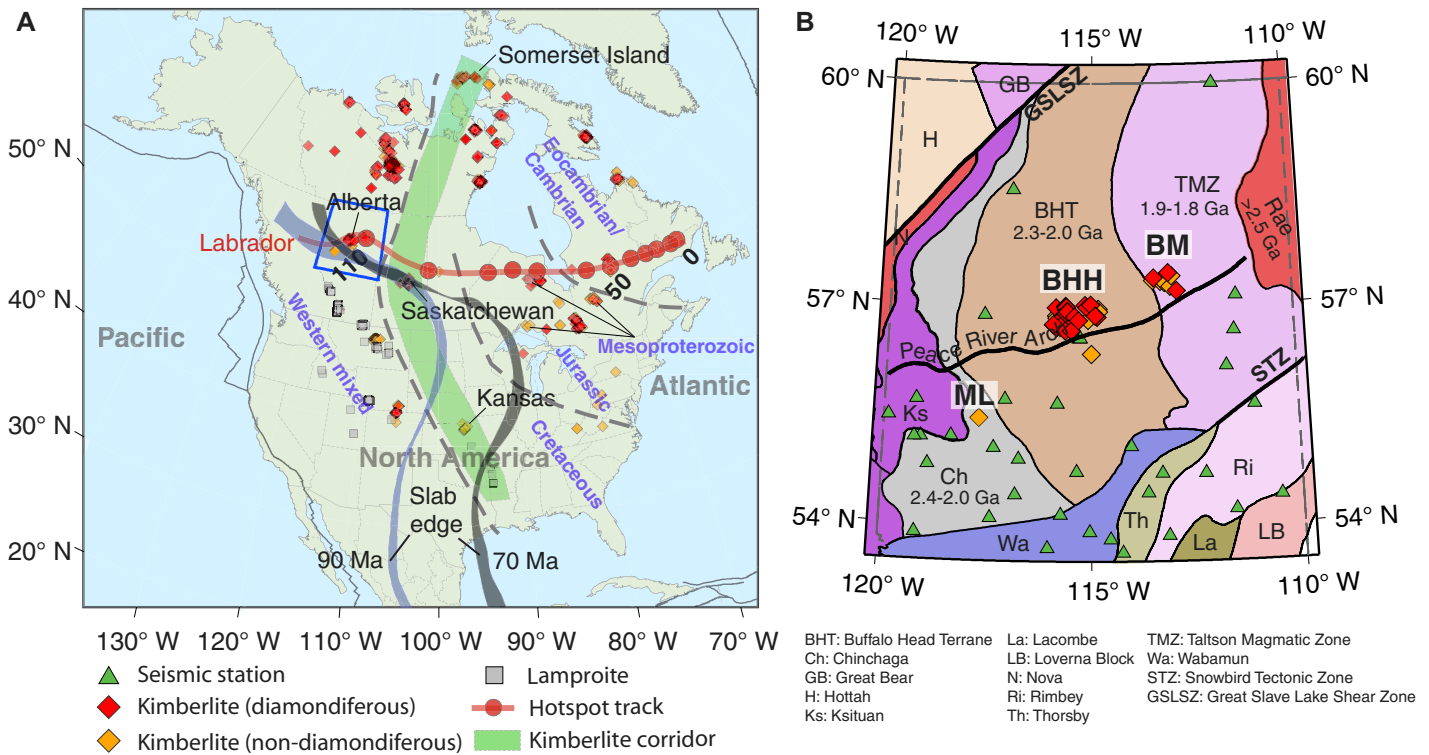 A
Somerset Island
50° N
Eocambrian/
Cambrian
Alberta
Labrador
110
0
50
40° N
Saskatchewan
Pacific
Western mixed
Mesoproterozoic
Jurassic
Atlantic
Kansas
30° N
North America
Cretaceous
Slab
edge
20° N
90 Ma
70 Ma
130° W
120° W
110° W
100° W
90° W
80° W
70° W
Seismic station
Lamproite
Kimberlite (diamondiferous)
Hotspot track
Kimberlite (non-diamondiferous)
Kimberlite corridor
B
120° W
115° W
110° W
60° N
60° N
GB
GSLSZ
H
TMZ
1.9-1.8 Ga
BHT
2.3-2.0 Ga
Rae
>2.5 Ga
N
BM
BHH
57° N
57° N
Peace River Arch
STZ
ML
Ks
Ch
2.4-2.0 Ga
Ri
54° N
54° N
Th
Wa
La
LB
120° W
115° W
110° W
BHT: Buffalo Head Terrane
Ch: Chinchaga
GB: Great Bear
H: Hottah
Ks: Ksituan
La: Lacombe
LB: Loverna Block
N: Nova
Ri: Rimbey
Th: Thorsby
TMZ: Taltson Magmatic Zone
Wa: Wabamun
STZ: Snowbird Tectonic Zone
GSLSZ: Great Slave Lake Shear Zone